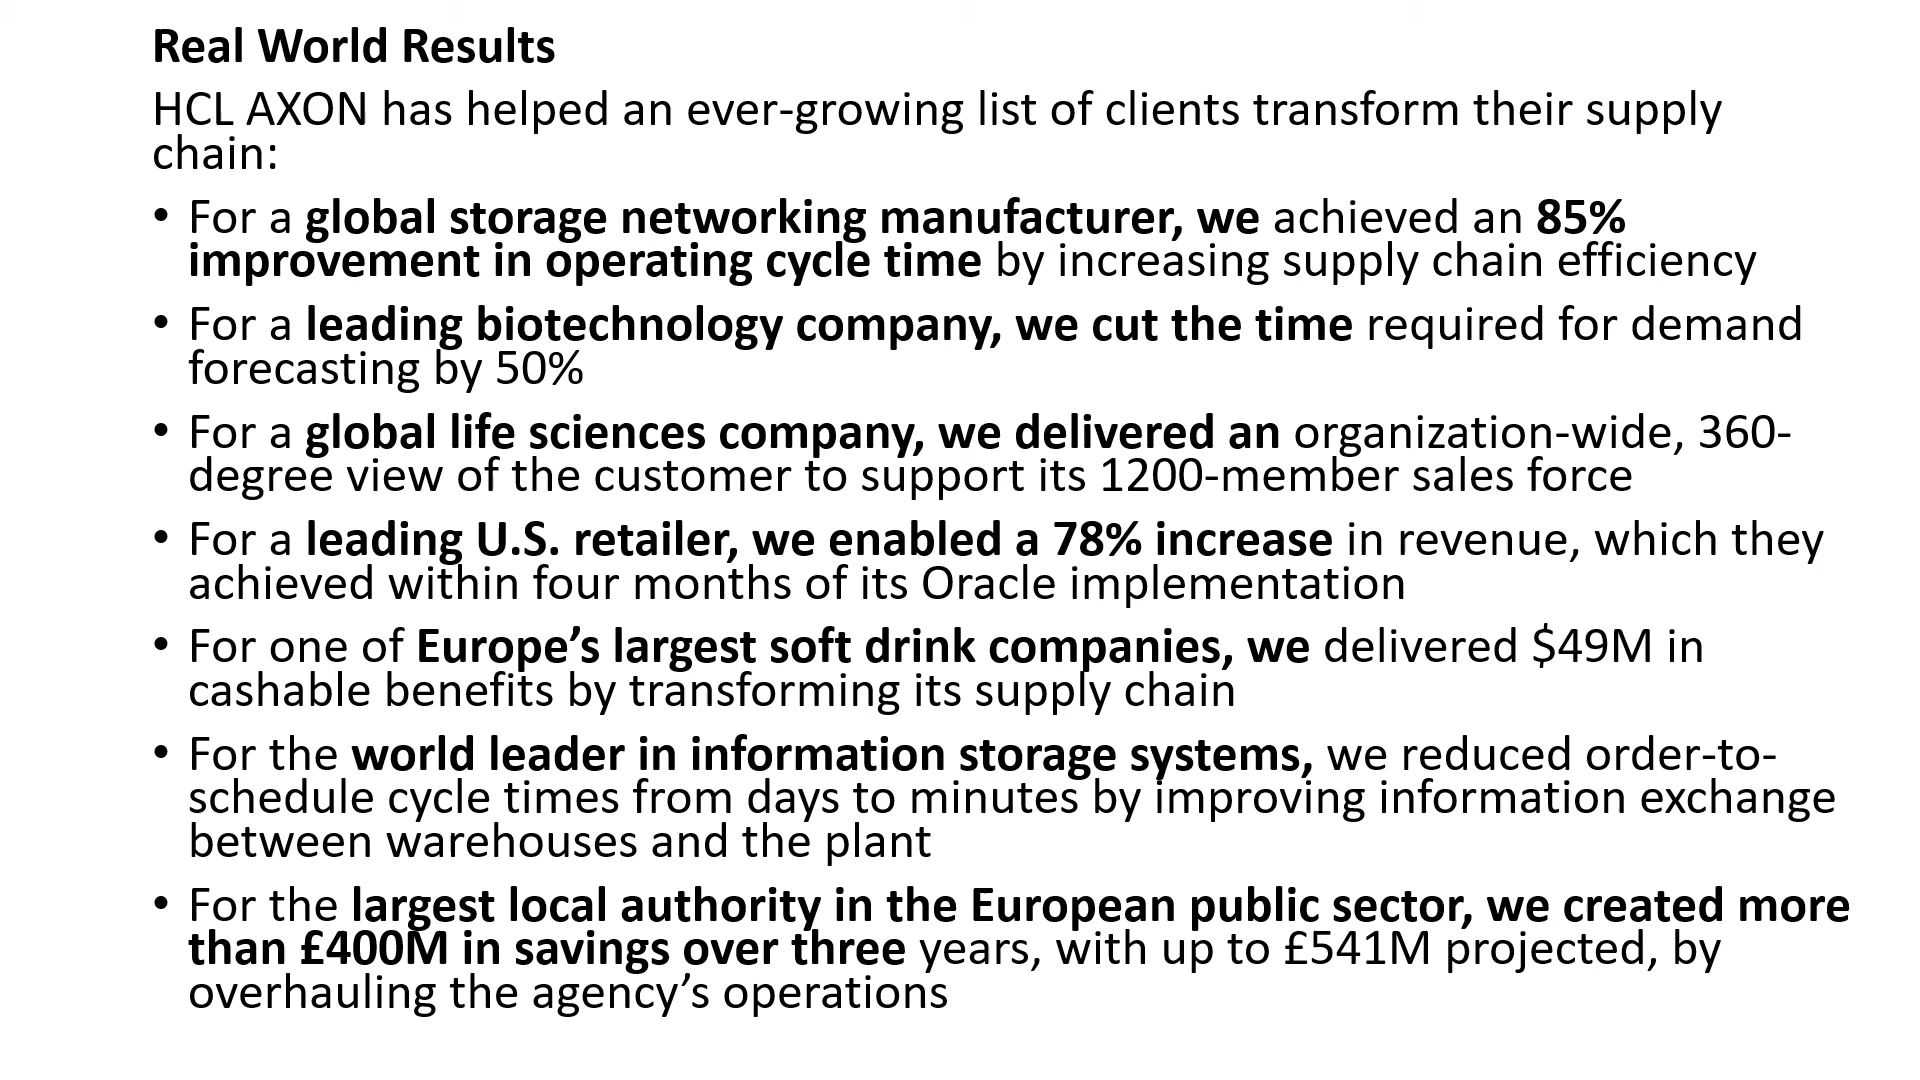 Real World Results
HCL AXON has helped an ever-growing list of clients transform their supply
chain:
• For a global storage networking manufacturer, we achieved an 85%
improvement in operating cycle time by increasing supply chain efficiency
• For a leading biotechnology company, we cut the time required for demand
forecasting by 50%
• For a global life sciences company, we delivered an organization-wide, 360-
degree view of the customer to support its 1200-member sales force
• For a leading U.S. retailer, we enabled a 78% increase in revenue, which they
achieved within four months of its Oracle implementation
• For one of Europe’s largest soft drink companies, we delivered $49M in
cashable benefits by transforming its supply chain
• For the world leader in information storage systems, we reduced order-to-
schedule cycle times from days to minutes by improving information exchange
between warehouses and the plant
• For the largest local authority in the European public sector, we created more
than £400M in savings over three years, with up to £541M projected, by
overhauling the agency’s operations